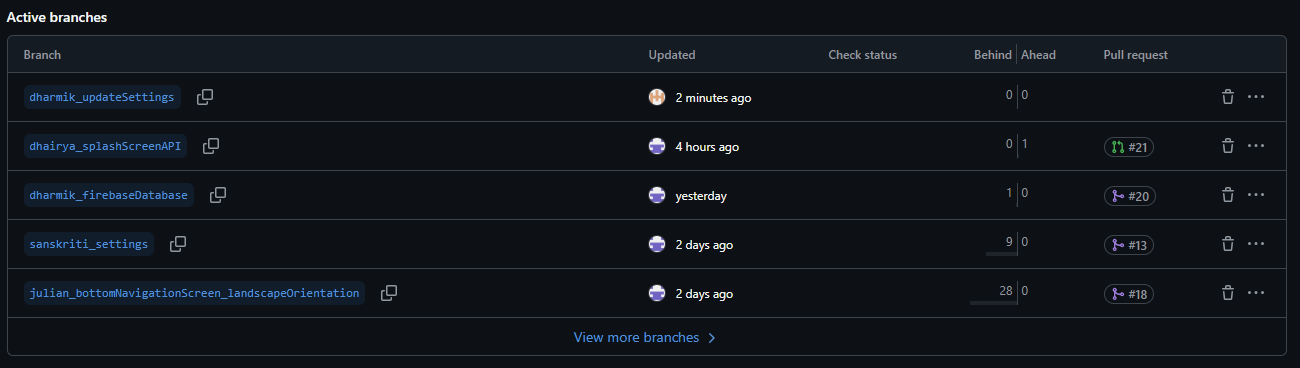 Active branches
Branch Updated Check status Behind Ahead Pull request
dharmik_updateSettings 2 minutes ago 0 0
dhairya_splashScreenAPI 4 hours ago 0 1 #21
dharmik_firebaseDatabase yesterday 1 0 #20
sanskriti_settings 2 days ago 9 0 #13
julian_bottomNavigationScreen_landscapeOrientation 2 days ago 28 0 #18
View more branches